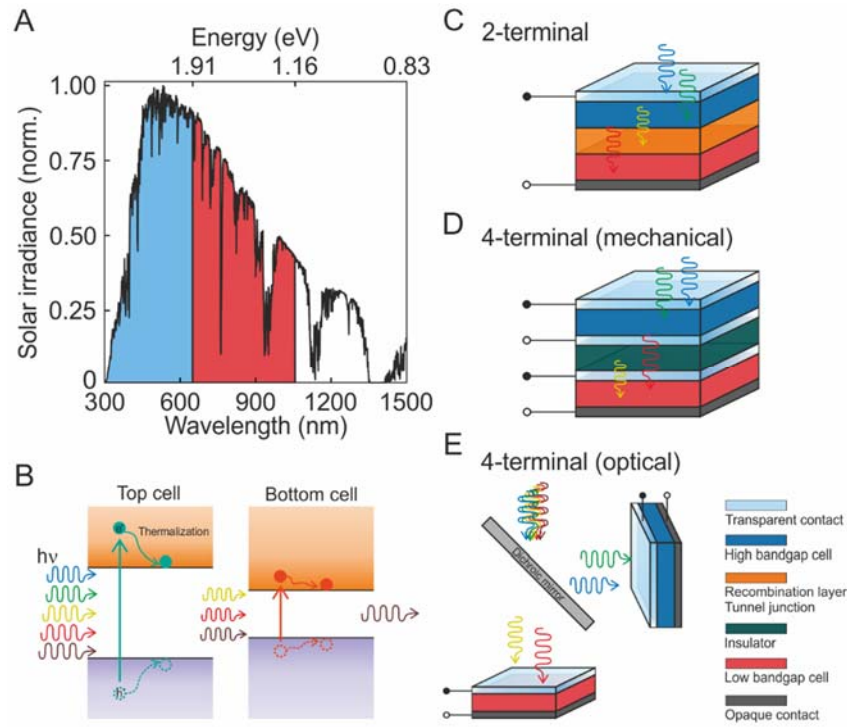 A
Energy (eV)
1.91 1.16 0.83
Solar irradiance (norm.)
1.00
0.75
0.50
0.25
0
300 600 900 1200 1500
Wavelength (nm)
B
Top cell
Bottom cell
hν
e
Thermalization
h
C
2-terminal
D
4-terminal (mechanical)
E
4-terminal (optical)
Dichroic mirror
Transparent contact
High bandgap cell
Recombination layer
Tunnel junction
Insulator
Low bandgap cell
Opaque contact